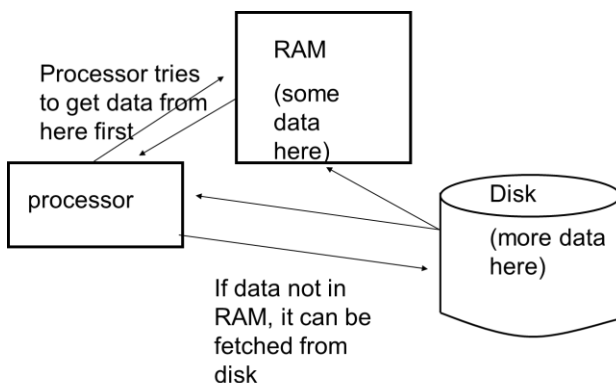 RAM
(some
data
here)
Processor tries
to get data from
here first
processor
Disk
(more data
here)
If data not in
RAM, it can be
fetched from
disk